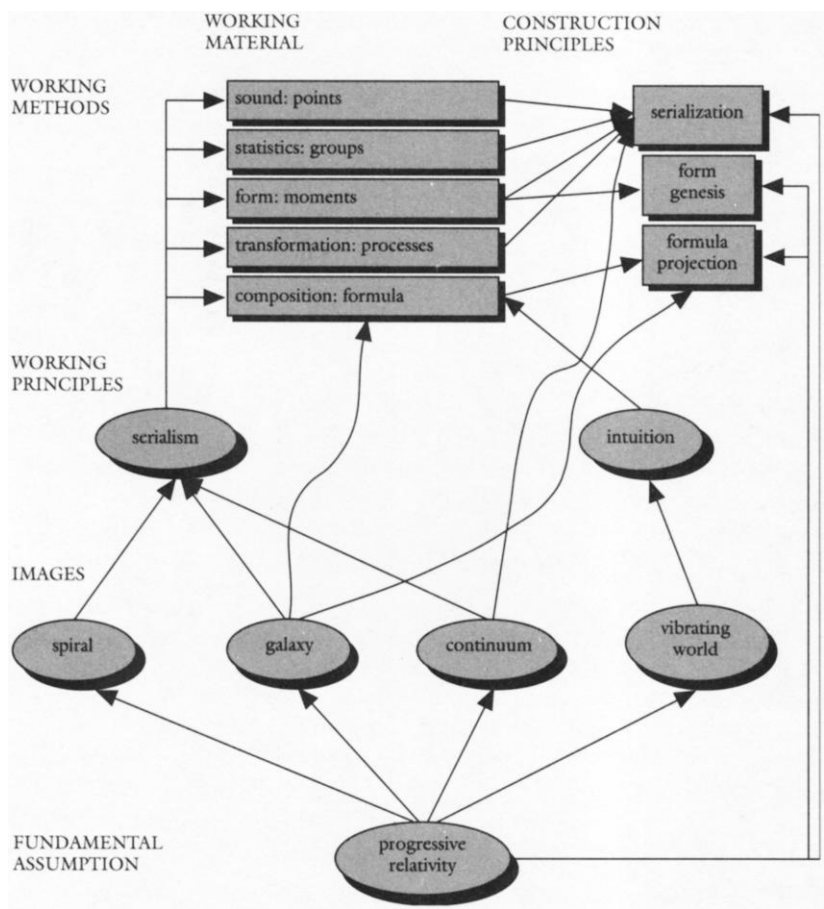 WORKING
MATERIAL
CONSTRUCTION
PRINCIPLES
WORKING
METHODS
sound: points
statistics: groups
form: moments
transformation: processes
composition: formula
serialization
form
genesis
formula
projection
WORKING
PRINCIPLES
serialism
intuition
IMAGES
spiral
galaxy
continuum
vibrating
world
FUNDAMENTAL
ASSUMPTION
progressive
relativity